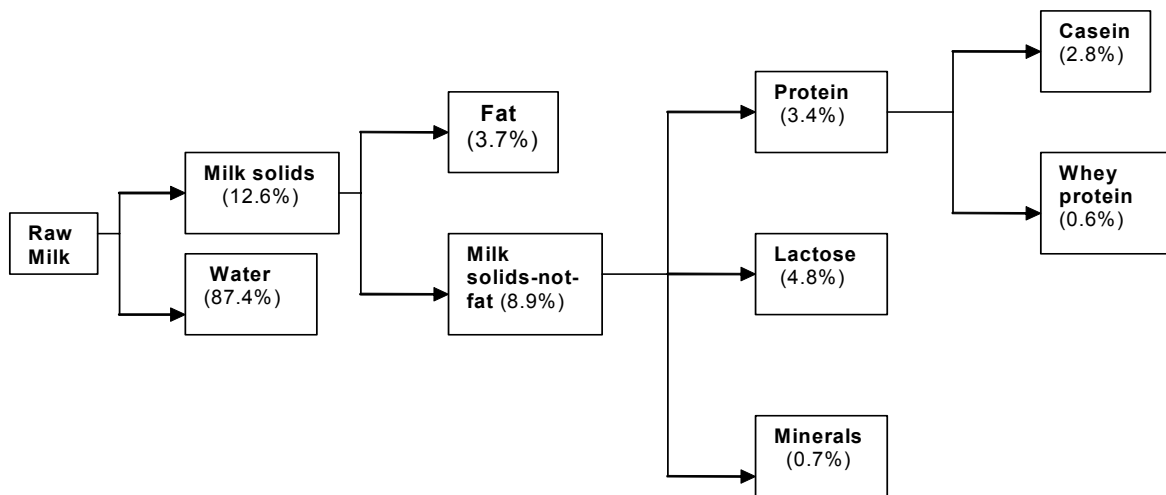 Raw
Milk
Milk solids
(12.6%)
Water
(87.4%)
Fat
(3.7%)
Milk
solids-not-
fat (8.9%)
Protein
(3.4%)
Lactose
(4.8%)
Minerals
(0.7%)
Casein
(2.8%)
Whey
protein
(0.6%)